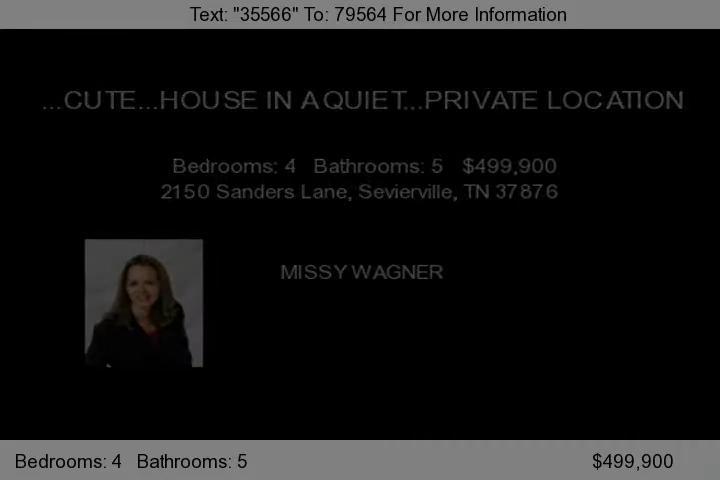 Text: "35566" To: 79564 For More Information
...CUTE...HOUSE IN A QUIET...PRIVATE LOCATION
Bedrooms: 4 Bathrooms: 5 $499,900
2150 Sanders Lane, Sevierville, TN 37876
MISSY WAGNER
Bedrooms: 4 Bathrooms: 5 $499,900